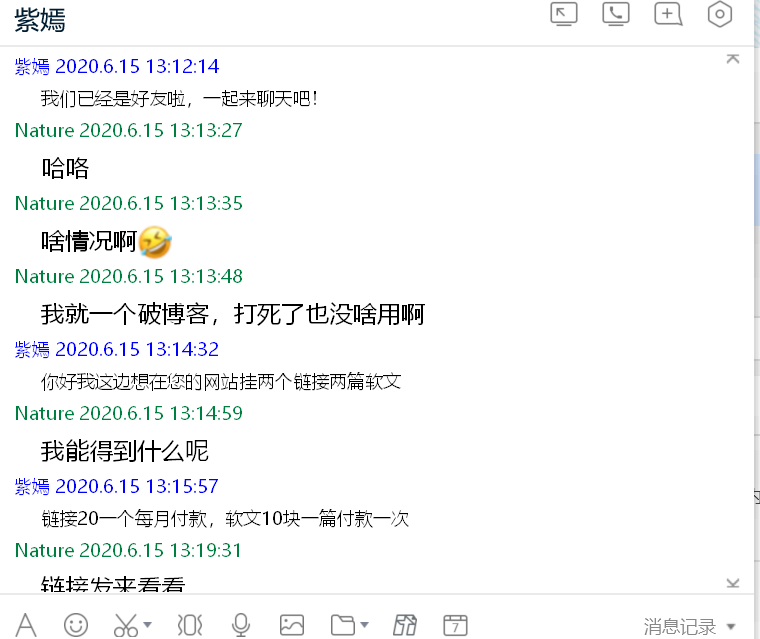 紫嫣
紫嫣 2020.6.15 13:12:14
我们已经是好友啦，一起来聊天吧！
Nature 2020.6.15 13:13:27
哈咯
Nature 2020.6.15 13:13:35
啥情况啊🤣
Nature 2020.6.15 13:13:48
我就一个破博客，打死了也没啥用啊
紫嫣 2020.6.15 13:14:32
你好我这边想在您的网站挂两个链接两篇软文
Nature 2020.6.15 13:14:59
我能得到什么呢
紫嫣 2020.6.15 13:15:57
链接20一个每月付款，软文10块一篇付款一次
Nature 2020.6.15 13:19:31
链接发来看看
7
消息记录